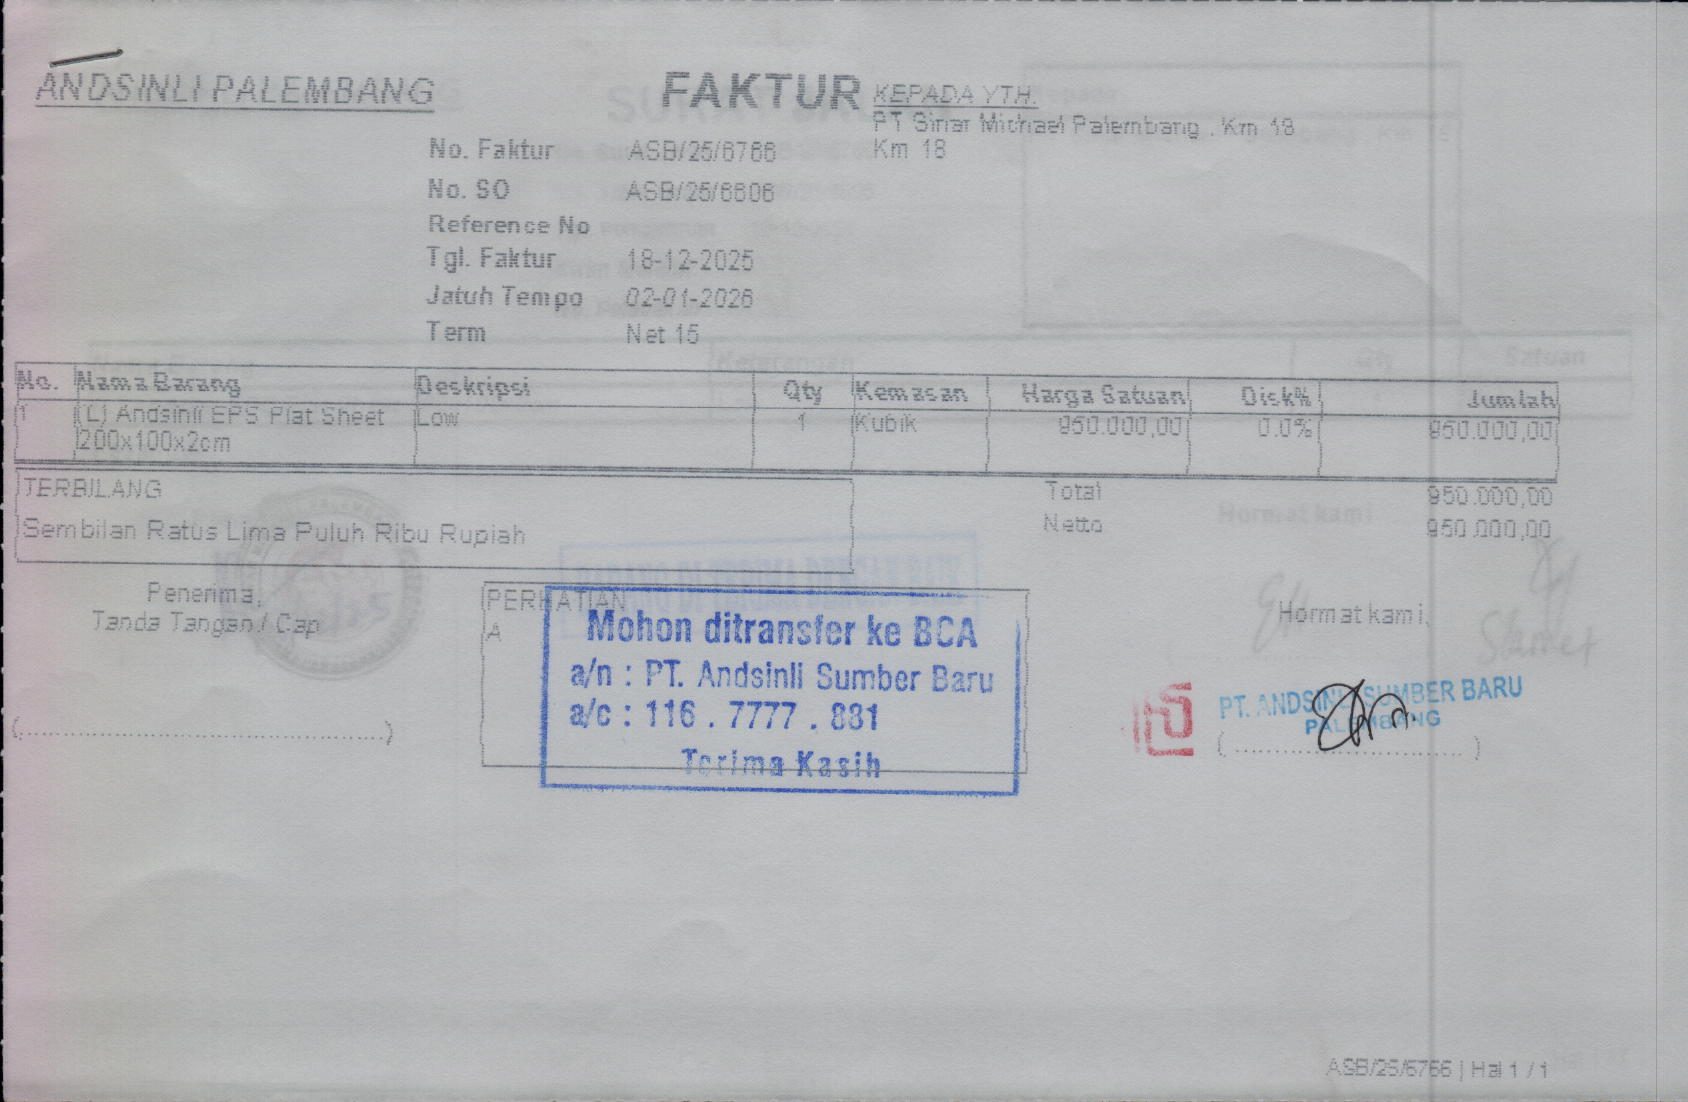 ANDSINLI PALEMBANG
FAKTUR
KEPADA YTH.
PT Sinar Michael Palembang . Km 18
Km 18
No. Faktur ASB/25/6766
No. SO ASB/25/6606
Reference No
Tgl. Faktur 18-12-2025
Jatuh Tempo 02-01-2026
Term Net 15
No. Nama Barang Deskripsi Qty Kemasan Harga Satuan Disk% Jumlah
1 (L) Andsinli EPS Plat Sheet Low 1 Kubik 950.000,00 0.0% 950.000,00
200x100x2cm
TERBILANG
Sembilan Ratus Lima Puluh Ribu Rupiah
Total 950.000,00
Netto 950.000,00
Hormat kami
Penerima,
Tanda Tangan / Cap
PERHATIAN
A
Mohon ditransfer ke BCA
a/n : PT. Andsinli Sumber Baru
a/c : 116 . 7777 . 881
Terima Kasih
Hormat kami,
Slamet
PT. ANDSINLI SUMBER BARU
PALEMBANG
ASB/25/6766 | Hal 1 / 1